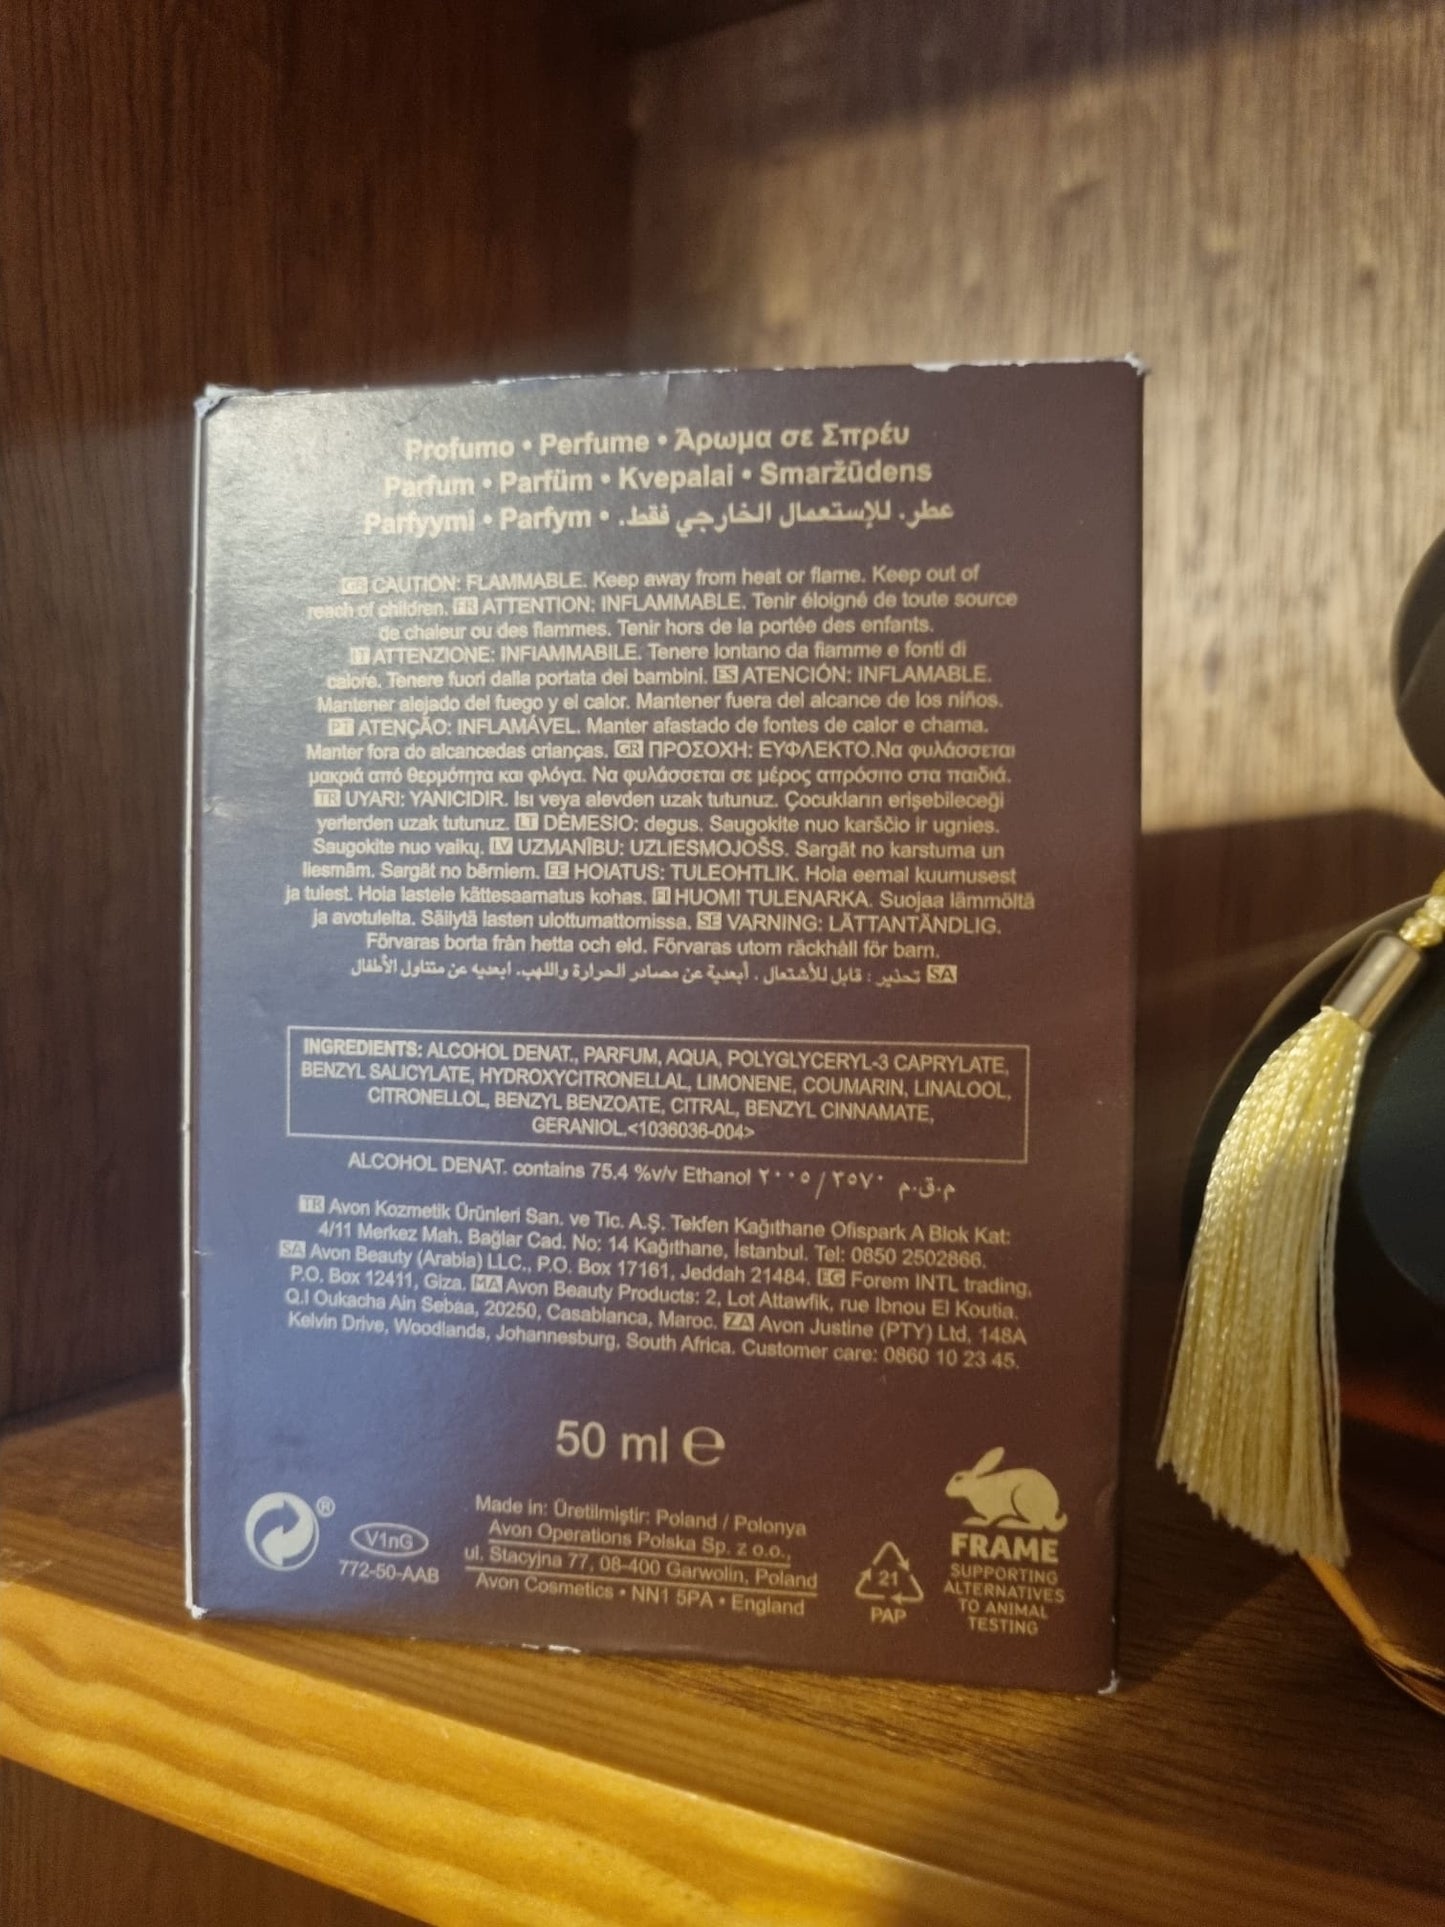 Profumo • Perfume • Άρωμα σε Σπρέυ
Parfum • Parfüm • Kvepalai • Smaržūdens
Parfyymi • Parfym • عطر. للإستعمال الخارجي فقط.
GB CAUTION: FLAMMABLE. Keep away from heat or flame. Keep out of
reach of children. FR ATTENTION: INFLAMMABLE. Tenir éloigné de toute source
de chaleur ou des flammes. Tenir hors de la portée des enfants.
IT ATTENZIONE: INFIAMMABILE. Tenere lontano da fiamme e fonti di
calore. Tenere fuori dalla portata dei bambini. ES ATENCIÓN: INFLAMABLE.
Mantener alejado del fuego y el calor. Mantener fuera del alcance de los niños.
PT ATENÇÃO: INFLAMÁVEL. Manter afastado de fontes de calor e chama.
Manter fora do alcancedas crianças. GR ΠΡΟΣΟΧΗ: ΕΥΦΛΕΚΤΟ.Να φυλάσσεται
μακριά από θερμότητα και φλόγα. Να φυλάσσεται σε μέρος απρόσιτο στα παιδιά.
TR UYARI: YANICIDIR. Isı veya alevden uzak tutunuz. Çocukların erişebileceği
yerlerden uzak tutunuz. LT DĖMESIO: degus. Saugokite nuo karščio ir ugnies.
Saugokite nuo vaikų. LV UZMANĪBU: UZLIESMOJOŠS. Sargāt no karstuma un
liesmām. Sargāt no bērniem. EE HOIATUS: TULEOHTLIK. Hoia eemal kuumusest
ja tulest. Hoia lastele kättesaamatus kohas. FI HUOM! TULENARKA. Suojaa lämmöltä
ja avotulelta. Säilytä lasten ulottumattomissa. SE VARNING: LÄTTANTÄNDLIG.
Förvaras borta från hetta och eld. Förvaras utom räckhåll för barn.
SA تحذير : قابل للأشتعال . أبعدية عن مصادر الحرارة واللهب. ابعديه عن متناول الأطفال
INGREDIENTS: ALCOHOL DENAT., PARFUM, AQUA, POLYGLYCERYL-3 CAPRYLATE,
BENZYL SALICYLATE, HYDROXYCITRONELLAL, LIMONENE, COUMARIN, LINALOOL,
CITRONELLOL, BENZYL BENZOATE, CITRAL, BENZYL CINNAMATE,
GERANIOL.<1036036-004>
ALCOHOL DENAT. contains 75.4 %v/v Ethanol م.ق.م ٢٠٠٥/٣٥٧٠
TR Avon Kozmetik Ürünleri San. ve Tic. A.Ş. Tekfen Kağıthane Ofispark A Blok Kat:
4/11 Merkez Mah. Bağlar Cad. No: 14 Kağıthane, İstanbul. Tel: 0850 2502866.
SA Avon Beauty (Arabia) LLC., P.O. Box 17161, Jeddah 21484. EG Forem INTL trading,
P.O. Box 12411, Giza. MA Avon Beauty Products: 2, Lot Attawfik, rue Ibnou El Koutia.
Q.I Oukacha Ain Sebaa, 20250, Casablanca, Maroc. ZA Avon Justine (PTY) Ltd, 148A
Kelvin Drive, Woodlands, Johannesburg, South Africa. Customer care: 0860 10 23 45.
50 ml ℮
Made in: Üretilmiştir: Poland / Polonya
Avon Operations Polska Sp. z o.o.,
ul. Stacyjna 77, 08-400 Garwolin, Poland
Avon Cosmetics • NN1 5PA • England
®
V1nG
772-50-AAB
21
PAP
FRAME
SUPPORTING
ALTERNATIVES
TO ANIMAL
TESTING